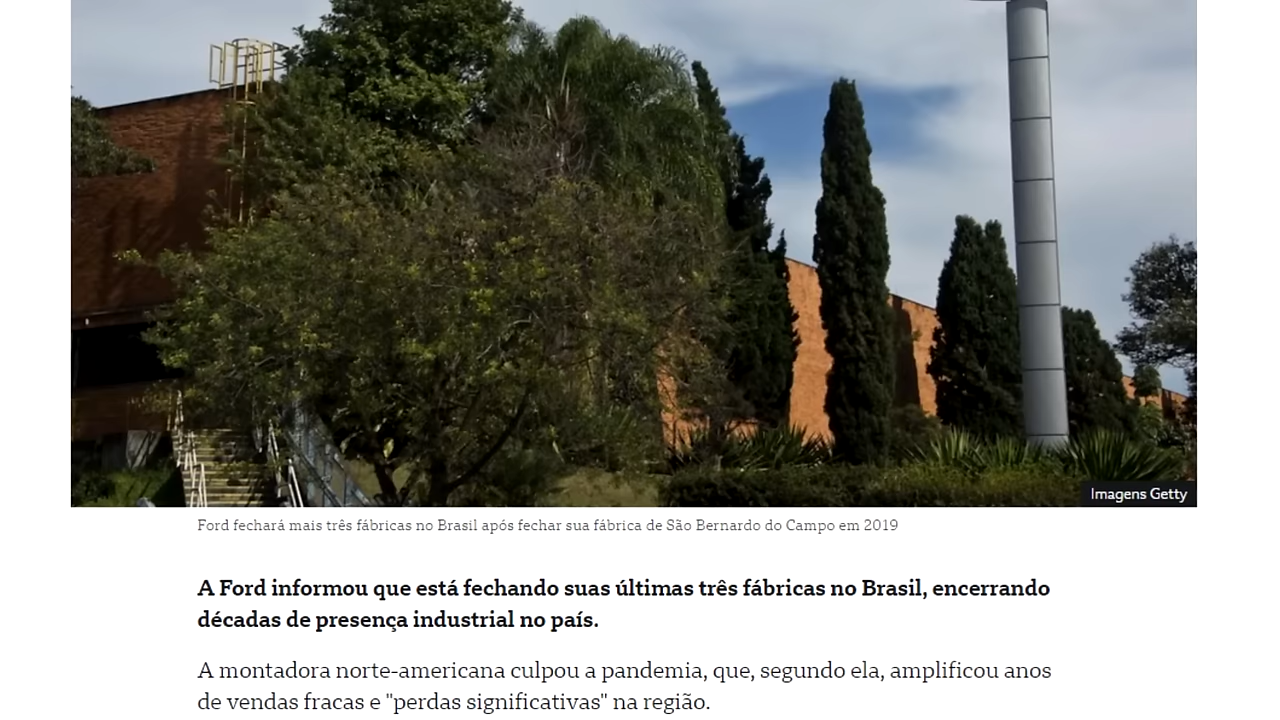 Imagens Getty
Ford fechará mais três fábricas no Brasil após fechar sua fábrica de São Bernardo do Campo em 2019
A Ford informou que está fechando suas últimas três fábricas no Brasil, encerrando
décadas de presença industrial no país.
A montadora norte-americana culpou a pandemia, que, segundo ela, amplificou anos
de vendas fracas e "perdas significativas" na região.